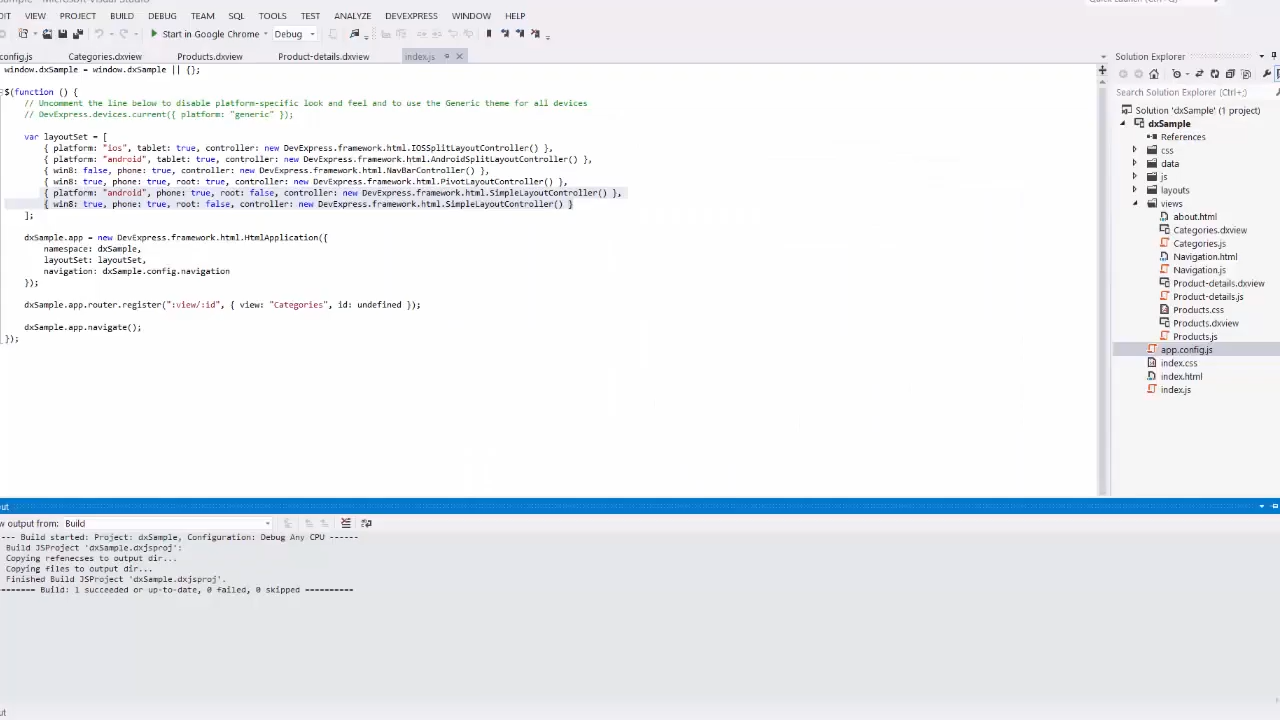 VIEW PROJECT BUILD DEBUG TEAM SQL TOOLS TEST ANALYZE DEVEXPRESS WINDOW HELP
Start in Google Chrome Debug
config.js Categories.dxview Products.dxview Product-details.dxview index.js
window.dxSample = window.dxSample || {};
$(function () {
// Uncomment the line below to disable platform-specific look and feel and to use the Generic theme for all devices
// DevExpress.devices.current({ platform: "generic" });
var layoutSet = [
{ platform: "ios", tablet: true, controller: new DevExpress.framework.html.IOSSplitLayoutController() },
{ platform: "android", tablet: true, controller: new DevExpress.framework.html.AndroidSplitLayoutController() },
{ win8: false, phone: true, controller: new DevExpress.framework.html.NavBarController() },
{ win8: true, phone: true, root: true, controller: new DevExpress.framework.html.PivotLayoutController() },
{ platform: "android", phone: true, root: false, controller: new DevExpress.framework.html.SimpleLayoutController() },
{ win8: true, phone: true, root: false, controller: new DevExpress.framework.html.SimpleLayoutController() }
];
dxSample.app = new DevExpress.framework.html.HtmlApplication({
namespace: dxSample,
layoutSet: layoutSet,
navigation: dxSample.config.navigation
});
dxSample.app.router.register(":view/:id", { view: "Categories", id: undefined });
dxSample.app.navigate();
});
Solution Explorer
Search Solution Explorer (Ctrl+;)
Solution 'dxSample' (1 project)
dxSample
References
css
data
js
layouts
views
about.html
Categories.dxview
Categories.js
Navigation.html
Navigation.js
Product-details.dxview
Product-details.js
Products.css
Products.dxview
Products.js
app.config.js
index.css
index.html
index.js
output from: Build
--- Build started: Project: dxSample, Configuration: Debug Any CPU ------
Build JSProject 'dxSample.dxjsproj':
Copying refenecses to output dir...
Copying files to output dir...
Finished Build JSProject 'dxSample.dxjsproj'.
======= Build: 1 succeeded or up-to-date, 0 failed, 0 skipped ==========